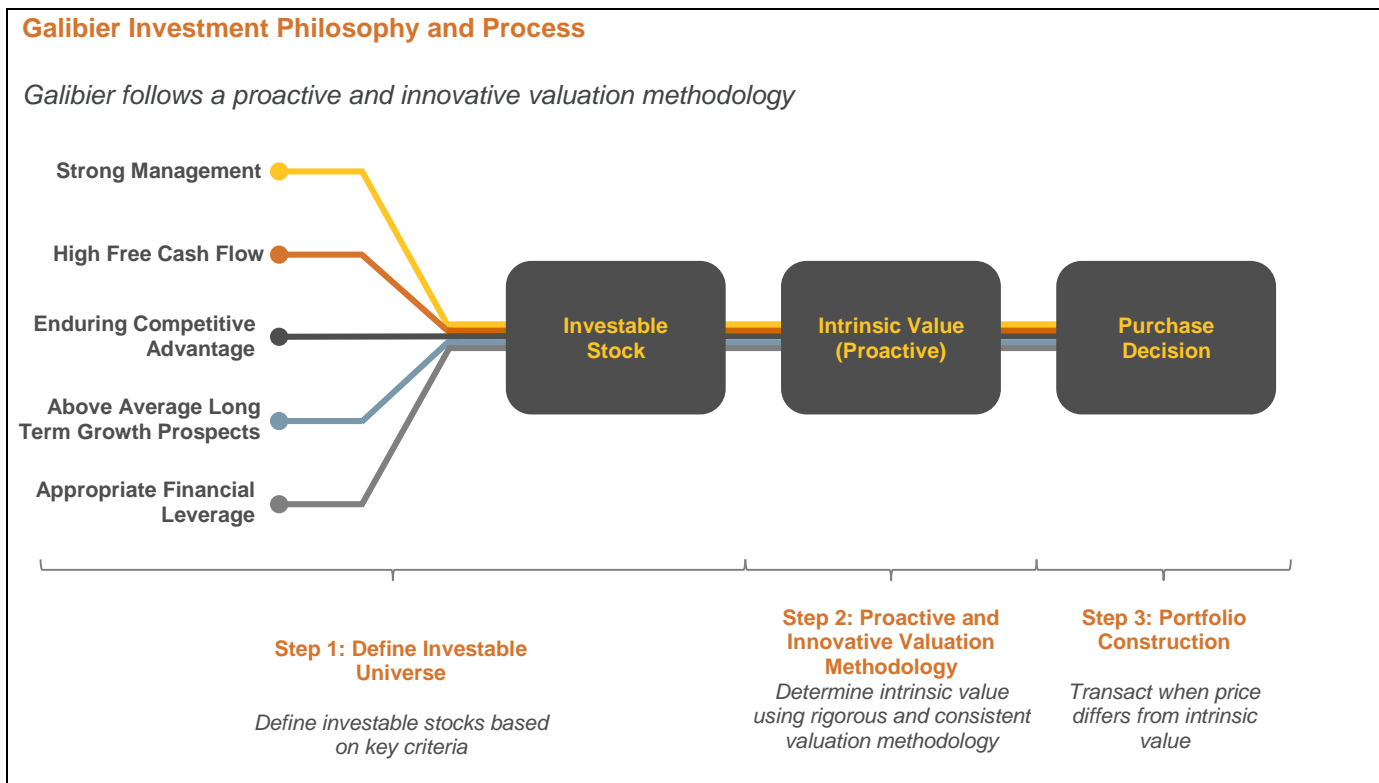 Galibier Investment Philosophy and Process
Galibier follows a proactive and innovative valuation methodology
Strong Management
High Free Cash Flow
Enduring Competitive
Advantage
Above Average Long
Term Growth Prospects
Appropriate Financial
Leverage
Investable
Stock
Intrinsic Value
(Proactive)
Purchase
Decision
Step 1: Define Investable
Universe
Define investable stocks based
on key criteria
Step 2: Proactive and
Innovative Valuation
Methodology
Determine intrinsic value
using rigorous and consistent
valuation methodology
Step 3: Portfolio
Construction
Transact when price
differs from intrinsic
value